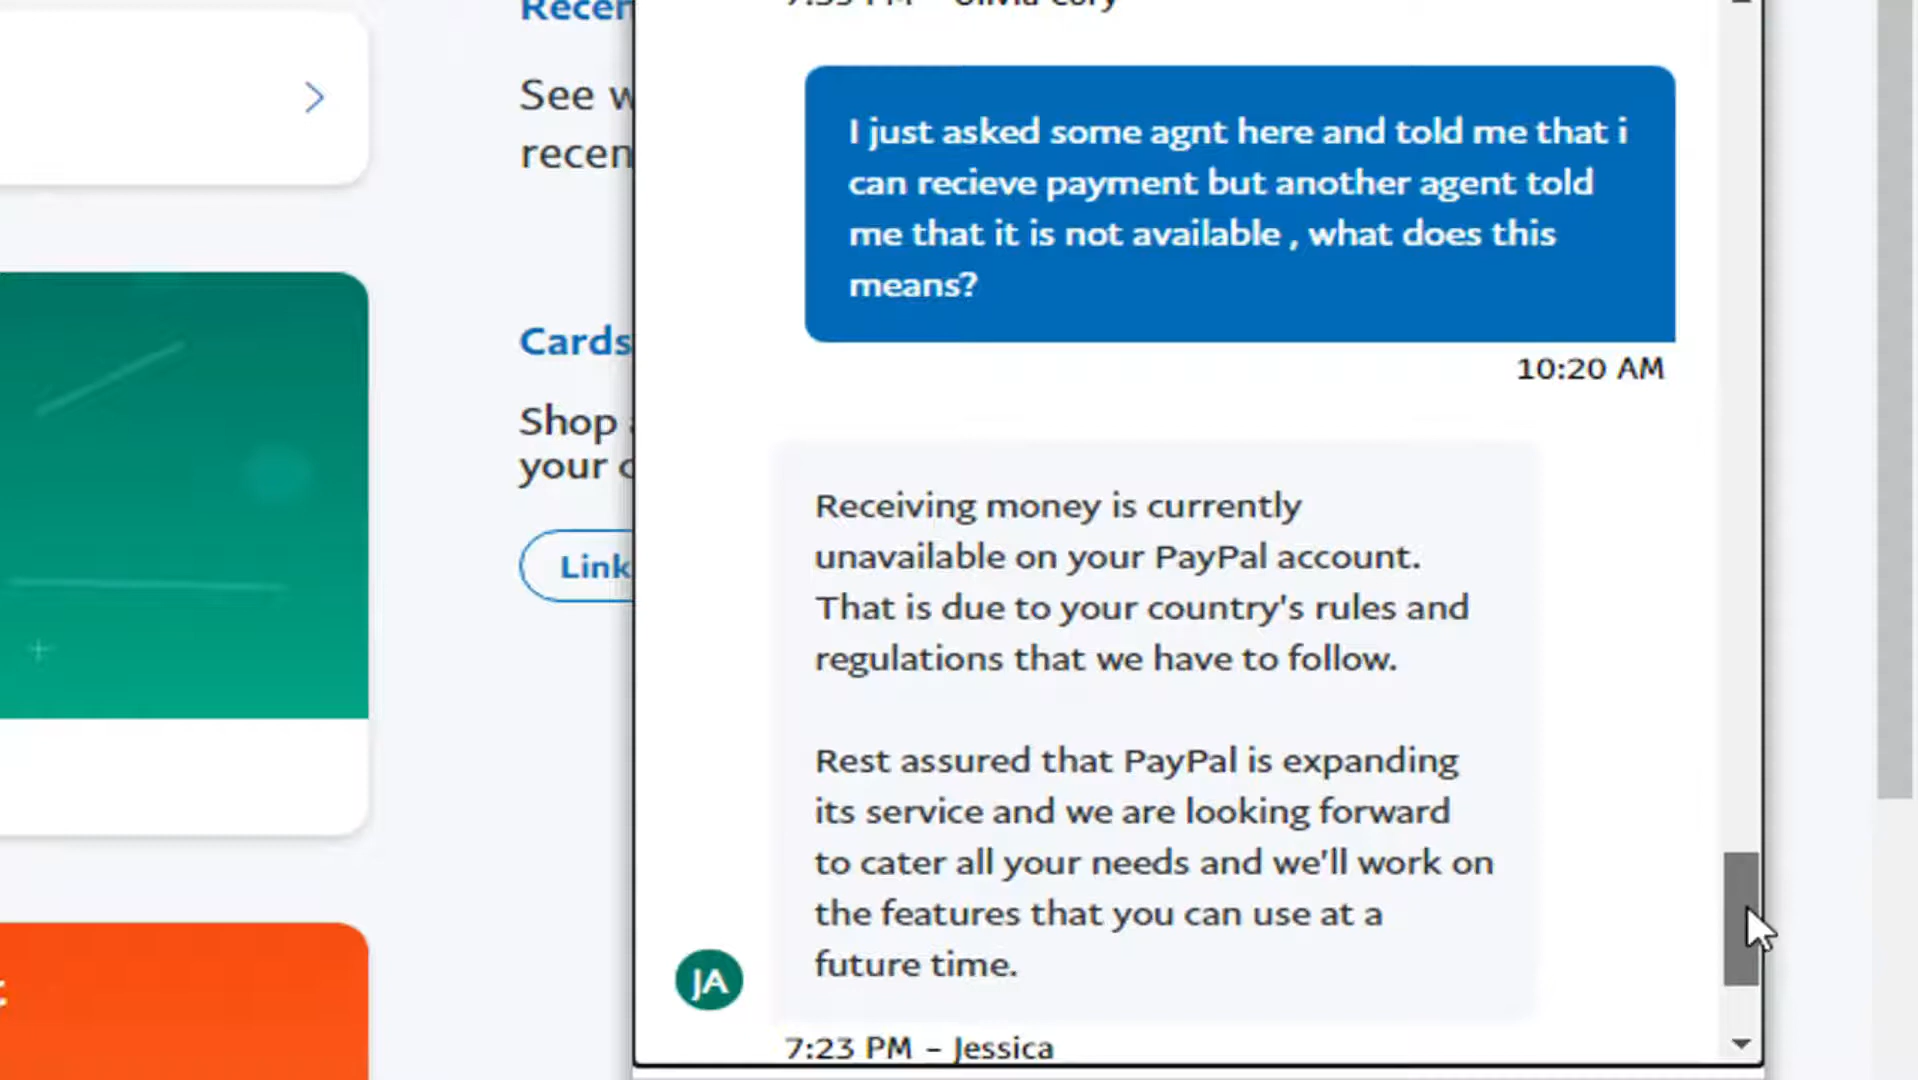 Recen
See w
recen
Cards
Shop
your c
Link
I just asked some agnt here and told me that i
can recieve payment but another agent told
me that it is not available , what does this
means?
10:20 AM
Receiving money is currently
unavailable on your PayPal account.
That is due to your country's rules and
regulations that we have to follow.
Rest assured that PayPal is expanding
its service and we are looking forward
to cater all your needs and we'll work on
the features that you can use at a
future time.
JA
7:23 PM – Jessica